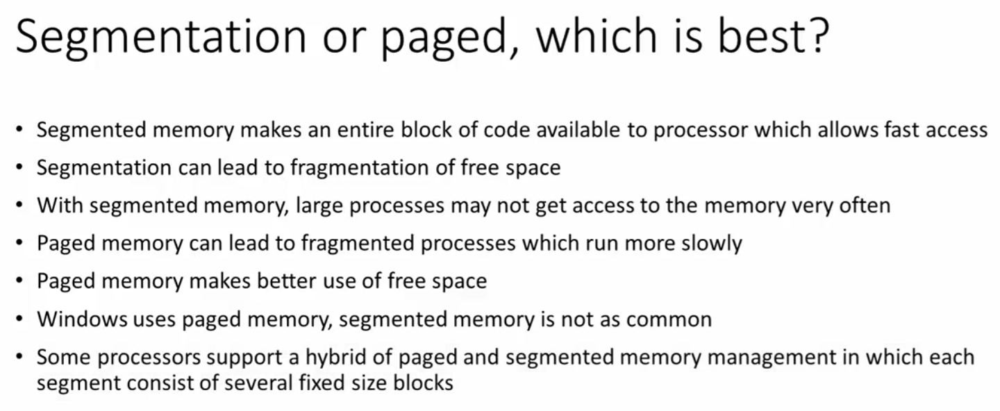 Segmentation or paged, which is best?
• Segmented memory makes an entire block of code available to processor which allows fast access
• Segmentation can lead to fragmentation of free space
• With segmented memory, large processes may not get access to the memory very often
• Paged memory can lead to fragmented processes which run more slowly
• Paged memory makes better use of free space
• Windows uses paged memory, segmented memory is not as common
• Some processors support a hybrid of paged and segmented memory management in which each
segment consist of several fixed size blocks